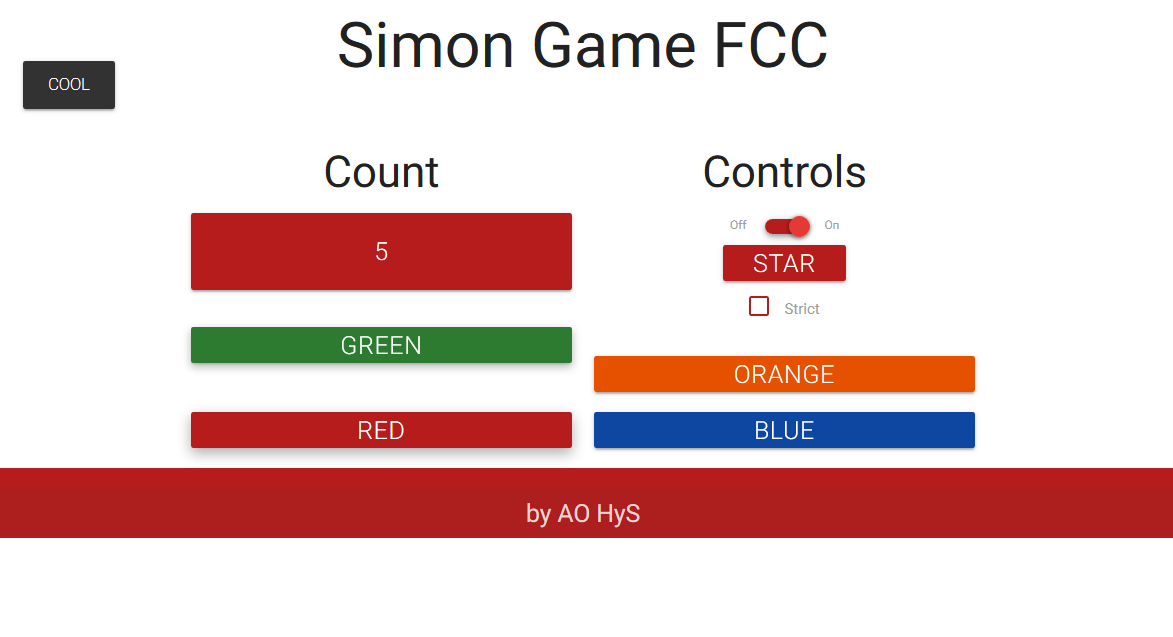 Simon Game FCC
COOL
Count
5
GREEN
RED
Controls
Off On
STAR
Strict
ORANGE
BLUE
by AO HyS